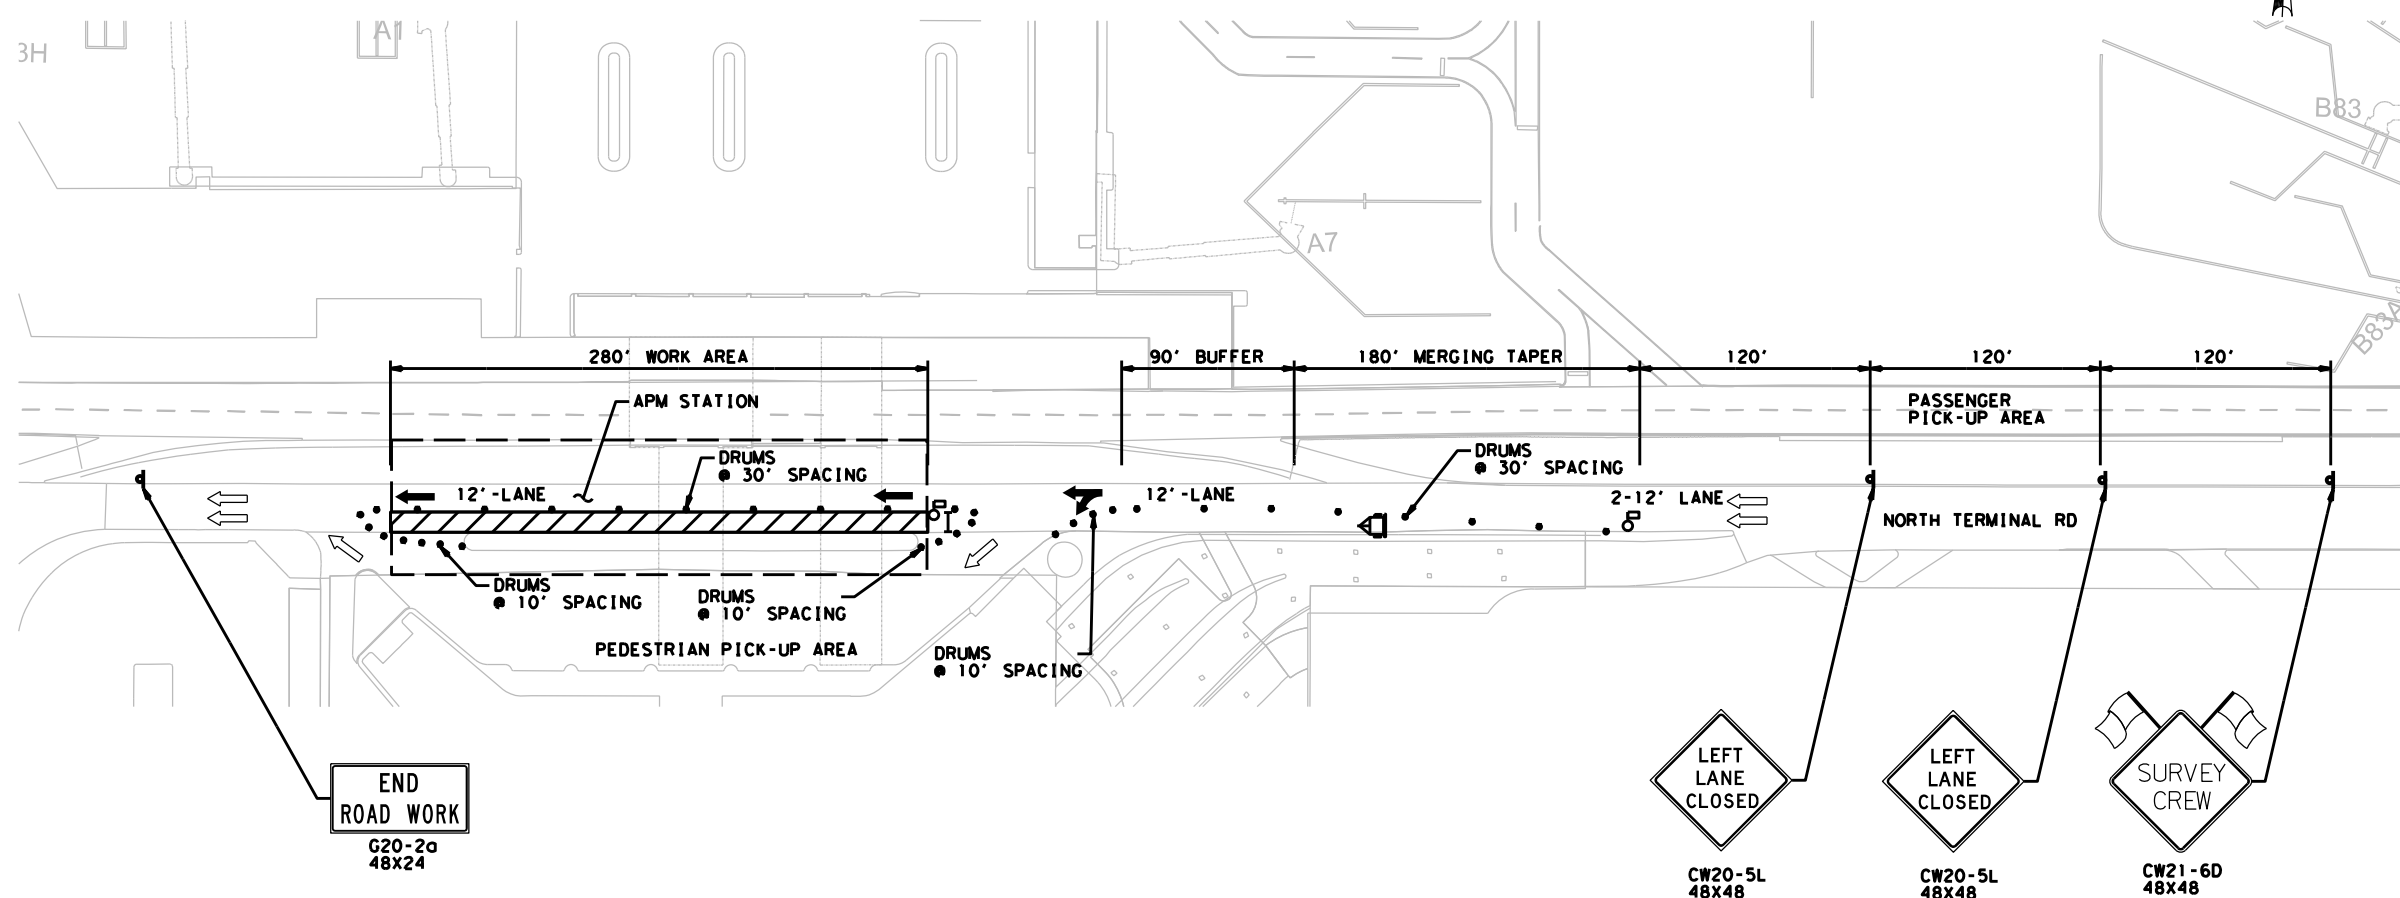 3H
A1
B83
A7
B83A
280' WORK AREA
90' BUFFER
180' MERGING TAPER
120'
120'
120'
APM STATION
PASSENGER
PICK-UP AREA
DRUMS
@ 30' SPACING
DRUMS
@ 30' SPACING
12'-LANE
12'-LANE
2-12' LANE
NORTH TERMINAL RD
DRUMS
@ 10' SPACING
DRUMS
@ 10' SPACING
PEDESTRIAN PICK-UP AREA
DRUMS
@ 10' SPACING
END
ROAD WORK
G20-2a
48X24
LEFT
LANE
CLOSED
CW20-5L
48X48
LEFT
LANE
CLOSED
CW20-5L
48X48
SURVEY
CREW
CW21-6D
48X48